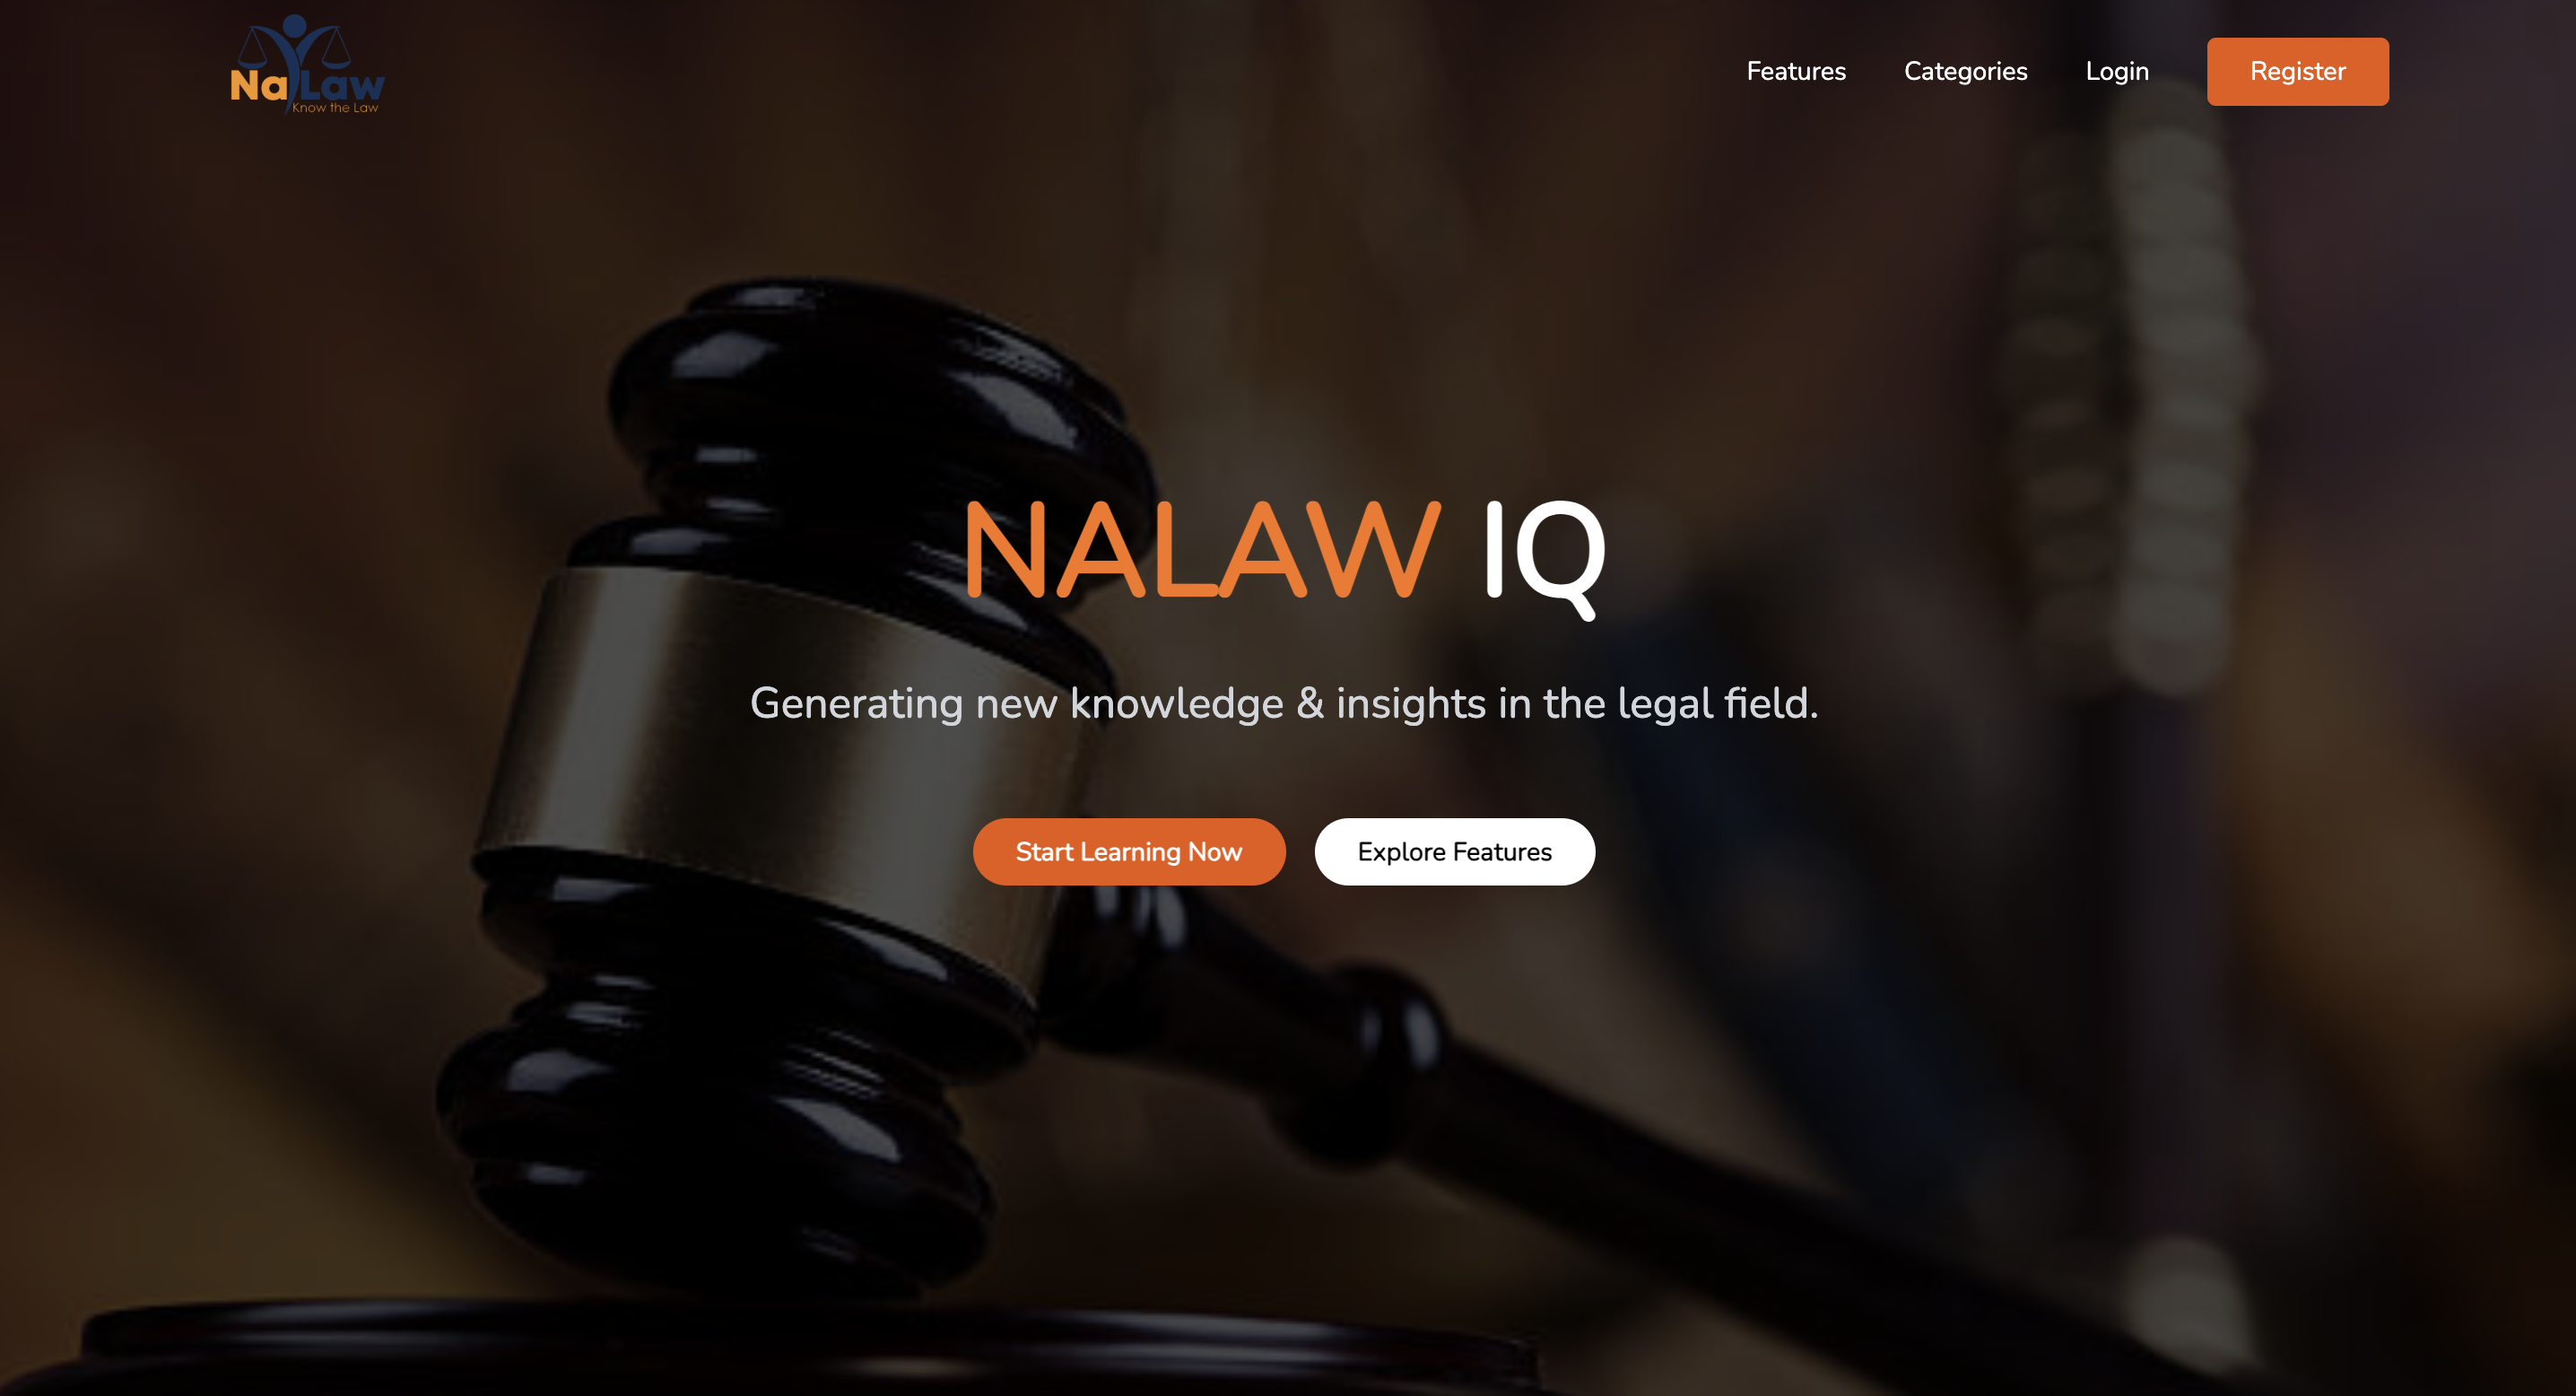 NaLaw
Know the Law
Features Categories Login Register
NALAW IQ
Generating new knowledge & insights in the legal field.
Start Learning Now Explore Features